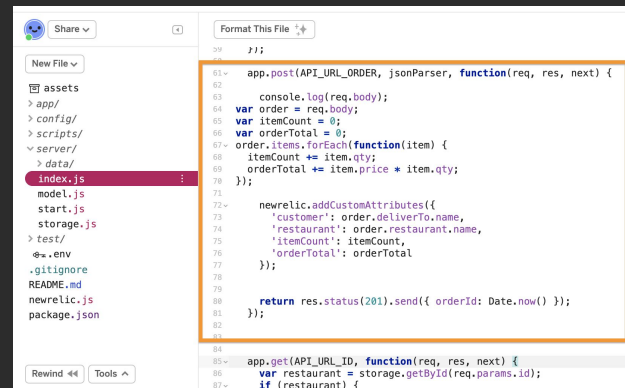 Share
Format This File
New File
assets
app/
config/
scripts/
server/
data/
index.js
model.js
start.js
storage.js
test/
.env
.gitignore
README.md
newrelic.js
package.json
Rewind
Tools
59 });
60
61 app.post(API_URL_ORDER, jsonParser, function(req, res, next) {
62
63 console.log(req.body);
64 var order = req.body;
65 var itemCount = 0;
66 var orderTotal = 0;
67 order.items.forEach(function(item) {
68 itemCount += item.qty;
69 orderTotal += item.price * item.qty;
70 });
71
72 newrelic.addCustomAttributes({
73 'customer': order.deliverTo.name,
74 'restaurant': order.restaurant.name,
75 'itemCount': itemCount,
76 'orderTotal': orderTotal
77 });
78
79
80 return res.status(201).send({ orderId: Date.now() });
81 });
82
83
84
85 app.get(API_URL_ID, function(req, res, next) {
86 var restaurant = storage.getById(req.params.id);
87 if (restaurant) {